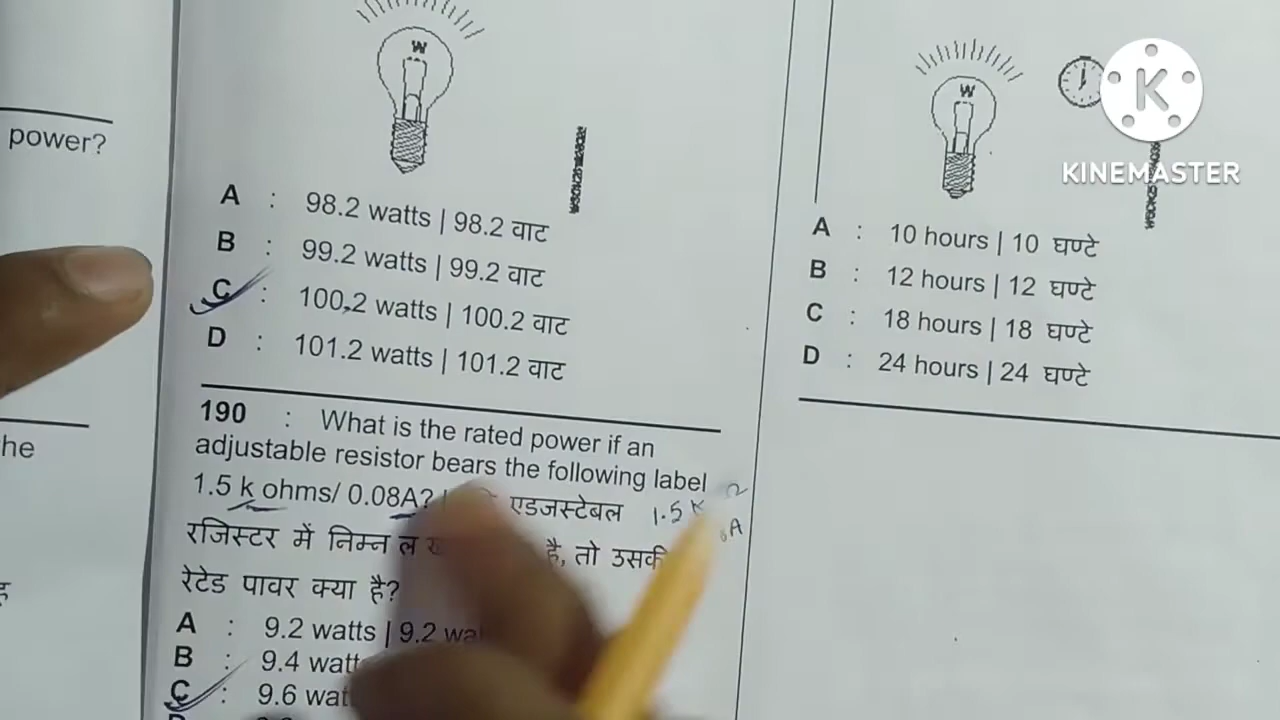 power?
he
W
A : 98.2 watts | 98.2 वाट
B : 99.2 watts | 99.2 वाट
C : 100.2 watts | 100.2 वाट
D : 101.2 watts | 101.2 वाट
190 : What is the rated power if an
adjustable resistor bears the following label
1.5 k ohms/ 0.08A? | एडजस्टेबल 1.5 K
रजिस्टर में निम्न है, तो उसकी A
रेटेड पावर क्या है?
A : 9.2 watts | 9.2
B : 9.4
C : 9.6
W
K
KINEMASTER
A : 10 hours | 10 घण्टे
B : 12 hours | 12 घण्टे
C : 18 hours | 18 घण्टे
D : 24 hours | 24 घण्टे